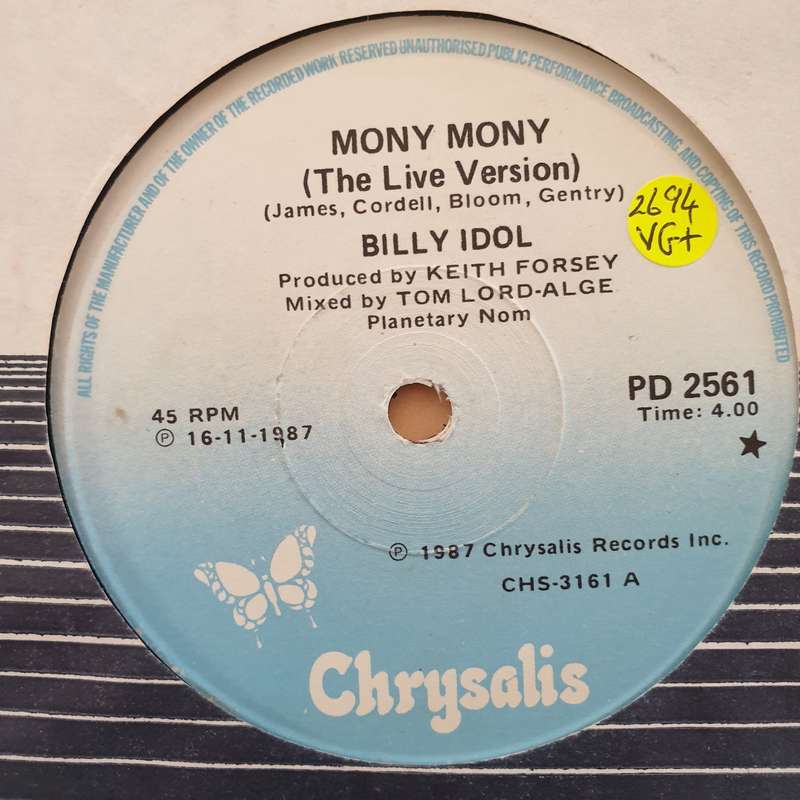 ALL RIGHTS OF THE MANUFACTURER AND OF THE OWNER OF THE RECORDED WORK RESERVED UNAUTHORISED PUBLIC PERFORMANCE BROADCASTING AND COPYING OF THIS RECORD PROHIBITED
MONY MONY
(The Live Version)
(James, Cordell, Bloom, Gentry)
2694
VG+
BILLY IDOL
Produced by KEITH FORSEY
Mixed by TOM LORD-ALGE
Planetary Nom
PD 2561
Time: 4.00
45 RPM
℗ 16-11-1987
★
℗ 1987 Chrysalis Records Inc.
CHS-3161 A
Chrysalis